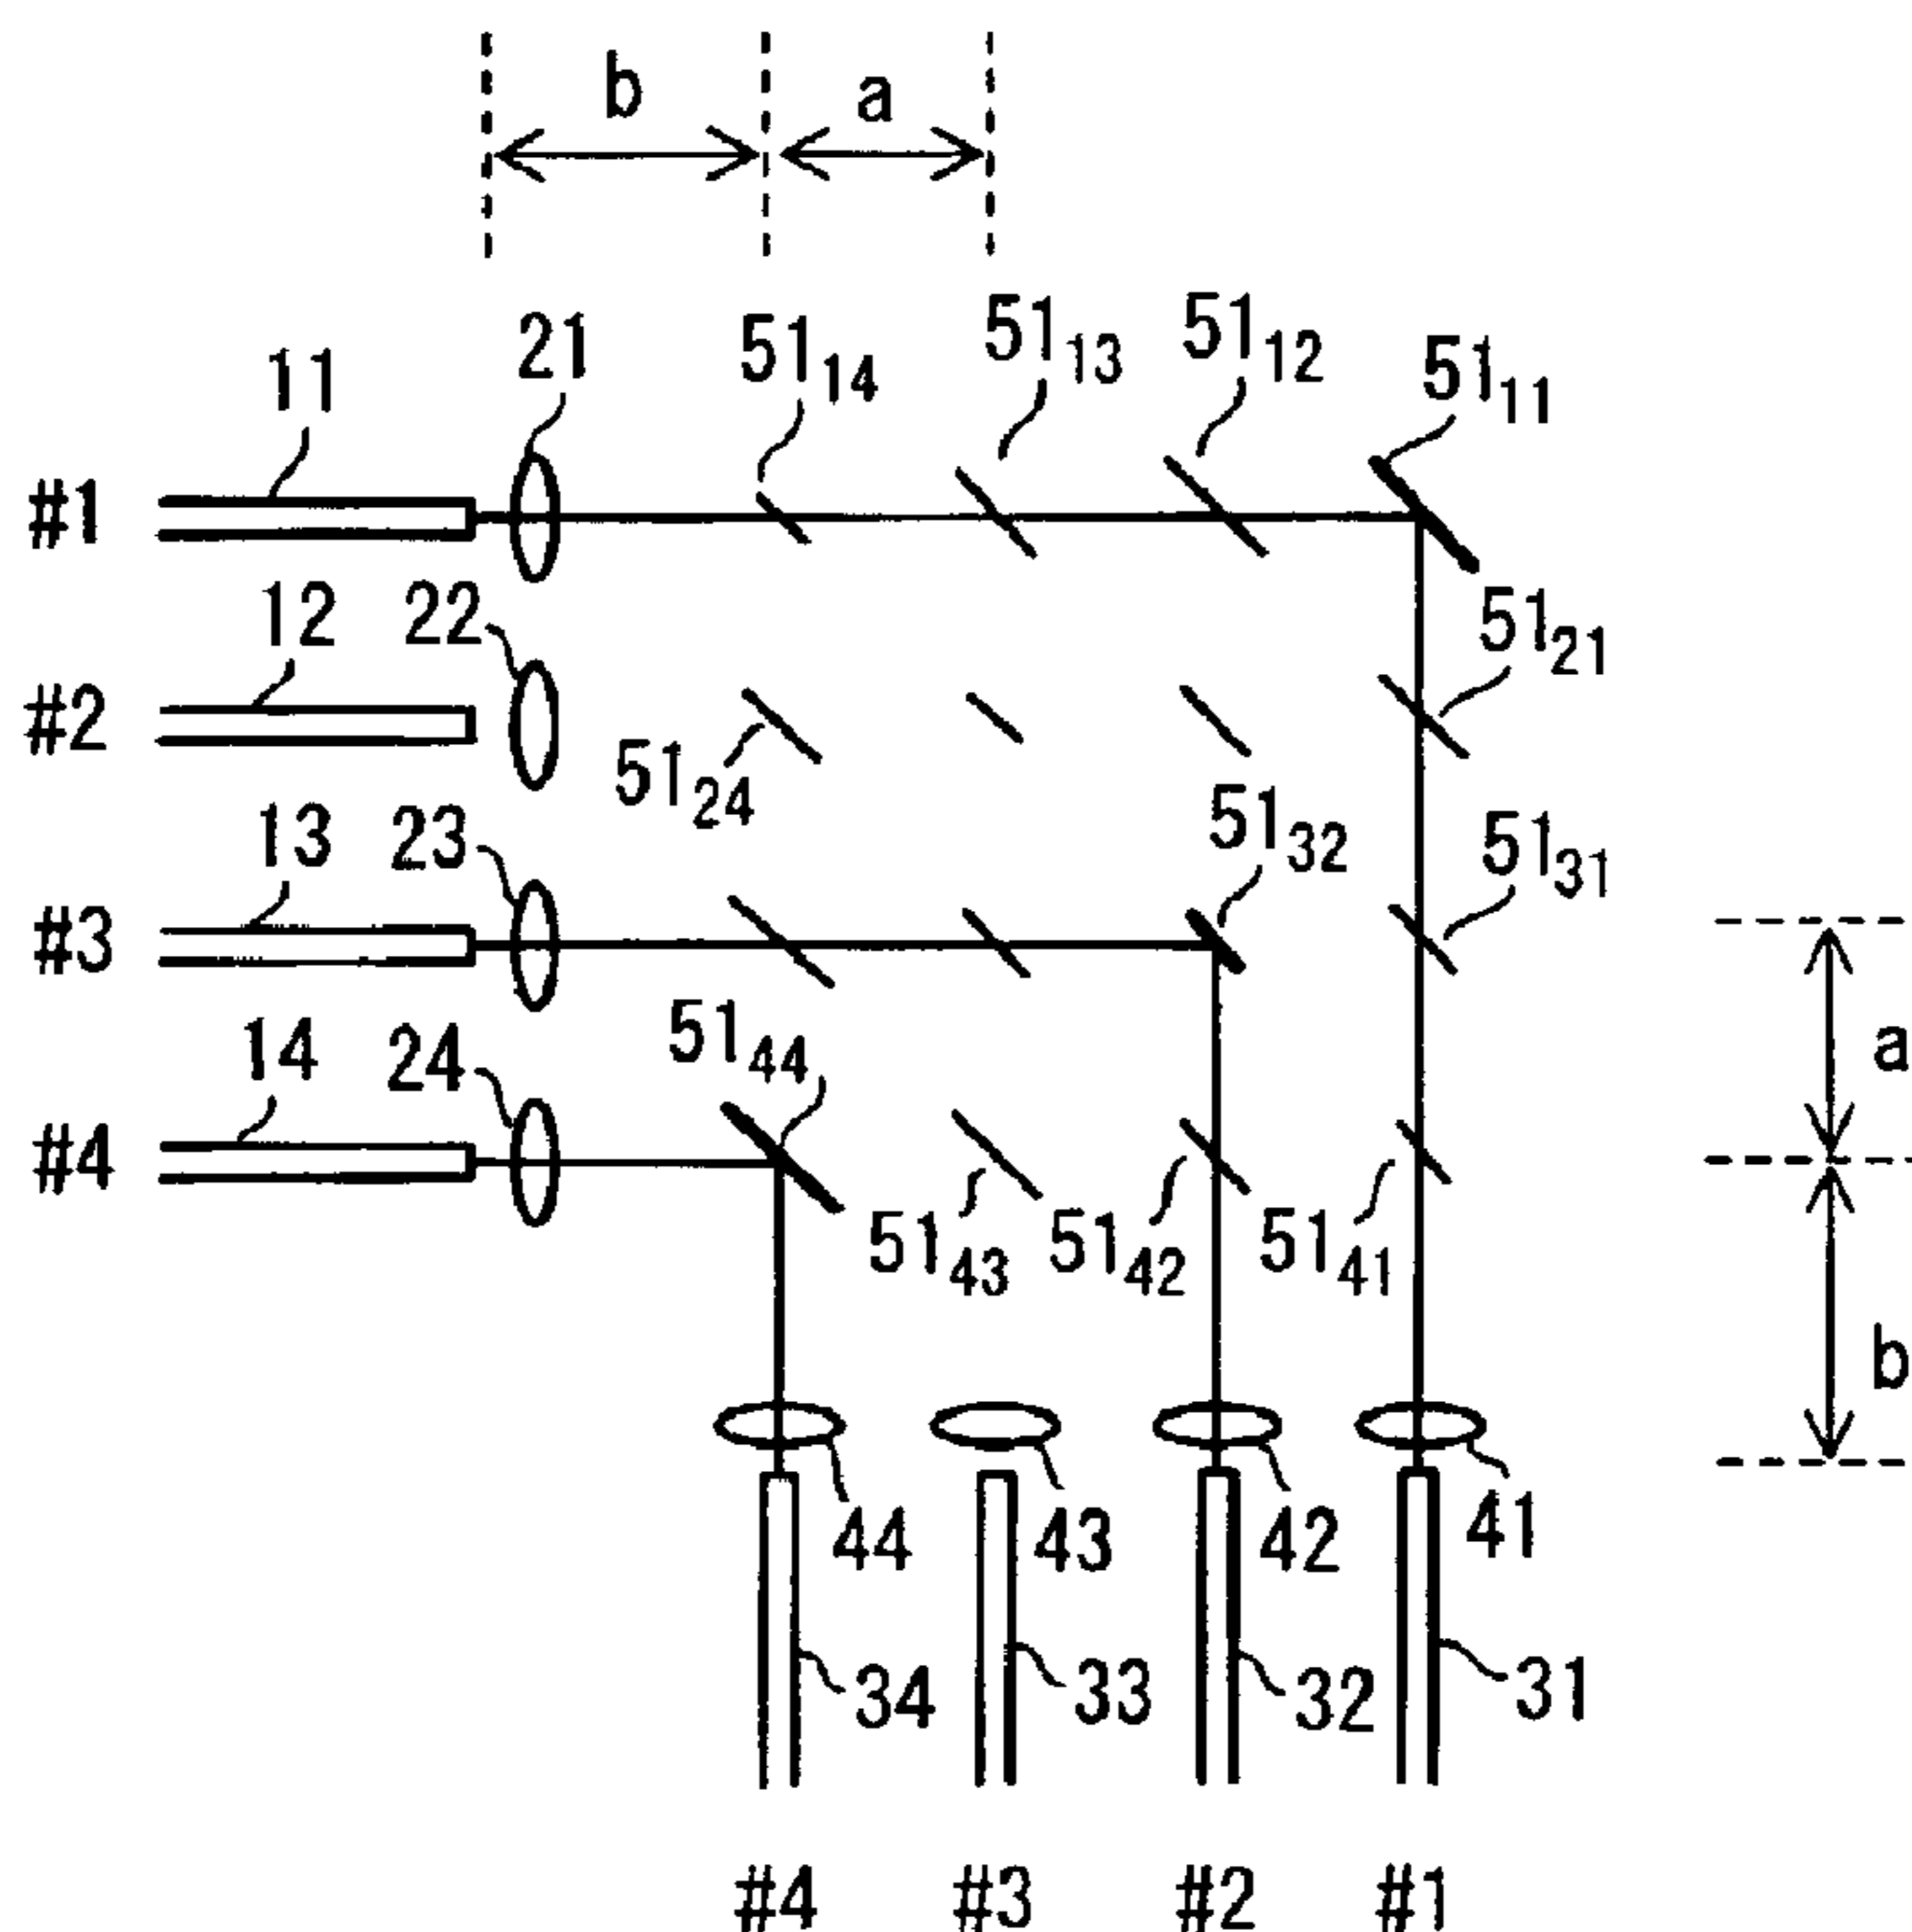 b a
21 51₁₄ 51₁₃ 51₁₂ 51₁₁
11
#1
12 22 51₂₁
#2
51₂₄
13 23 51₃₂ 51₃₁
#3
14 24 51₄₄ a
#4
51₄₃ 51₄₂ 51₄₁
b
44 43 42 41
34 33 32 31
#4 #3 #2 #1